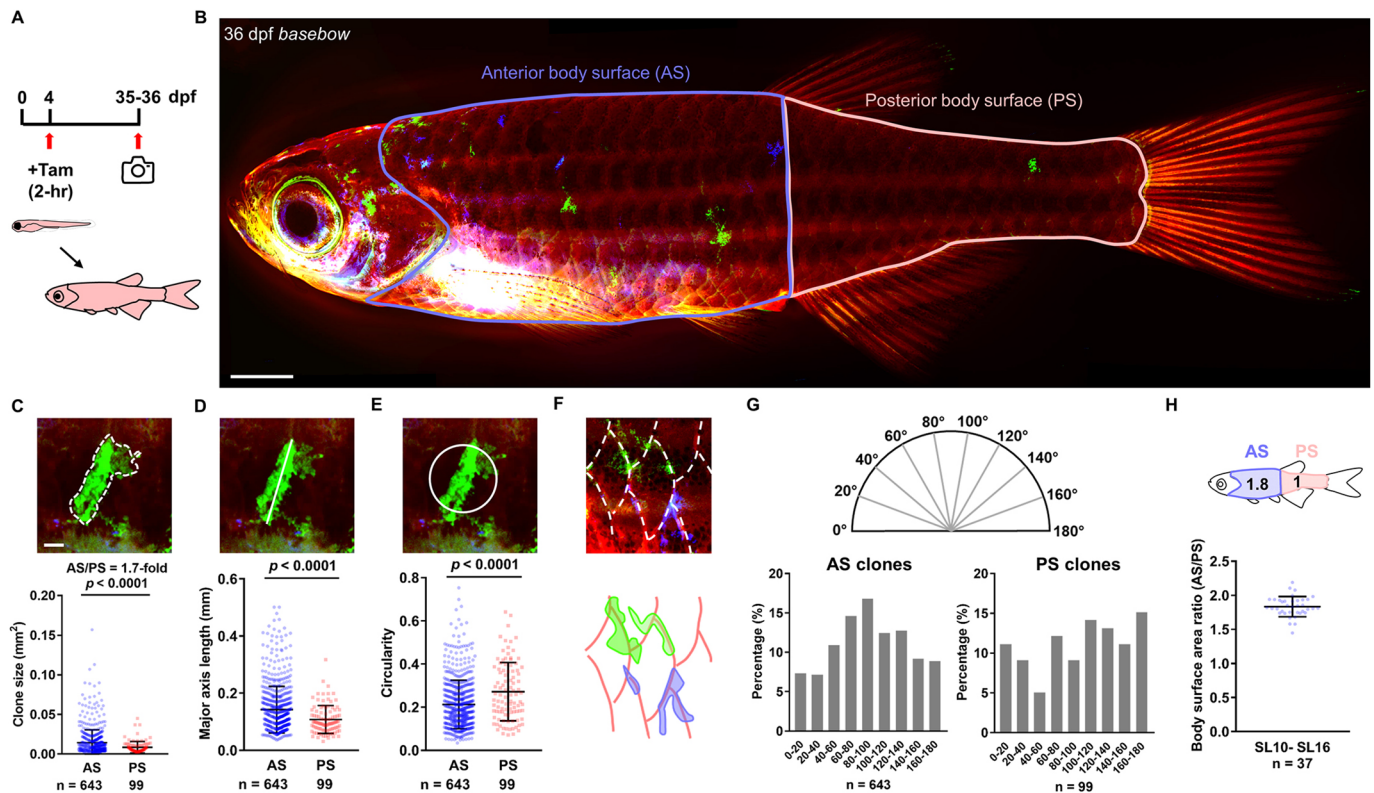 A
0 4 35-36 dpf
+Tam
(2-hr)
B
36 dpf basebow
Anterior body surface (AS)
Posterior body surface (PS)
C
AS/PS = 1.7-fold
p < 0.0001
Clone size (mm²)
0.20
0.15
0.10
0.05
0.00
AS PS
n = 643 99
D
p < 0.0001
Major axis length (mm)
0.6
0.4
0.2
0.0
AS PS
n = 643 99
E
p < 0.0001
Circularity
0.8
0.6
0.4
0.2
0.0
AS PS
n = 643 99
F
G
0°
20°
40°
60°
80°
100°
120°
140°
160°
180°
AS clones
Percentage (%)
20
15
10
5
0
0-20 20-40 40-60 60-80 80-100 100-120 120-140 140-160 160-180
n = 643
PS clones
Percentage (%)
20
15
10
5
0
0-20 20-40 40-60 60-80 80-100 100-120 120-140 140-160 160-180
n = 99
H
AS PS
1.8 1
Body surface area ratio (AS/PS)
2.5
2.0
1.5
1.0
0.5
0.0
SL10- SL16
n = 37